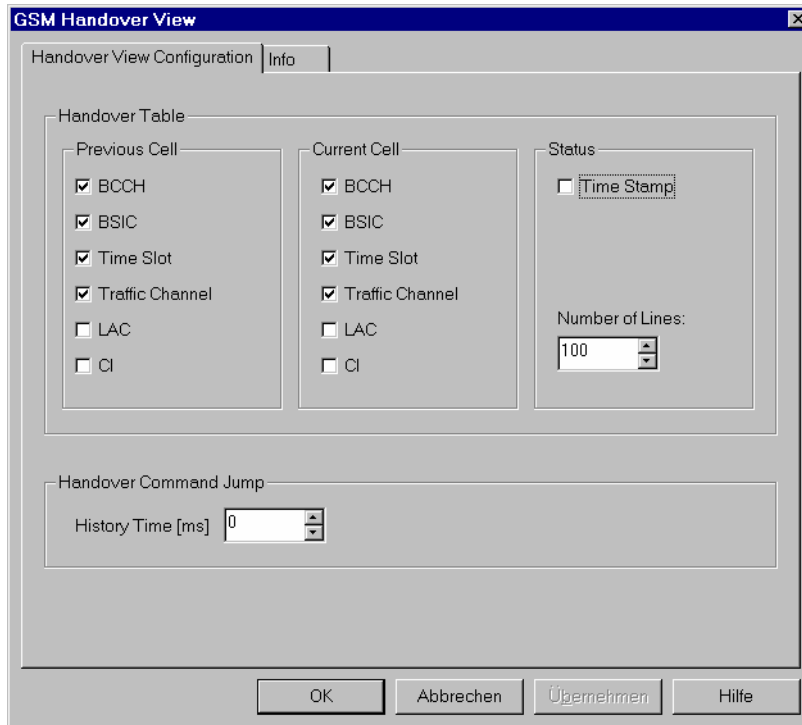 GSM Handover View
Handover View Configuration
Info
Handover Table
Previous Cell
BCCH
BSIC
Time Slot
Traffic Channel
LAC
CI
Current Cell
BCCH
BSIC
Time Slot
Traffic Channel
LAC
CI
Status
Time Stamp
Number of Lines:
100
Handover Command Jump
History Time [ms]
0
OK
Abbrechen
Übernehmen
Hilfe